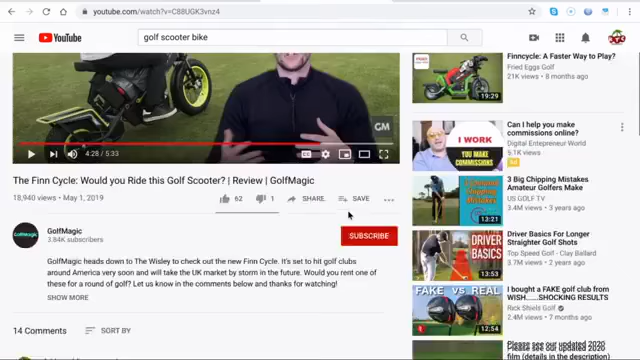 youtube.com/watch?v=C88UGK3vnz4
YouTube
golf scooter bike
GM
4:28 / 5:33
The Finn Cycle: Would you Ride this Golf Scooter? | Review | GolfMagic
18,940 views • May 1, 2019
62
1
SHARE
SAVE
GolfMagic
3.84K subscribers
SUBSCRIBE
GolfMagic heads down to The Wisley to check out the new Finn Cycle. It's set to hit golf clubs
around America very soon and will take the UK market by storm in the future. Would you rent one
of these for a round of golf? Let us know in the comments below and thanks for watching!
SHOW MORE
14 Comments
SORT BY
19:29
Finncycle: A Faster Way to Play?
Fried Eggs Golf
21K views • 8 months ago
I WORK
YOU MAKE
COMMISSIONS
Can I help you make
commissions online?
Digital Entrepeneur World
5.1K views
Ad
21:17
3 Big Chipping Mistakes
Amateur Golfers Make
US GOLF TV
3.4M views • 3 years ago
DRIVER
BASICS
13:53
Driver Basics For Longer
Straighter Golf Shots
Top Speed Golf - Clay Ballard
3.2M views • 2 years ago
FAKE VS REAL
12:54
I bought a FAKE golf club from
WISH.......SHOCKING RESULTS
Rick Shiels Golf
2.4M views • 7 months ago
Please see our updated 2020
film (details in the description)